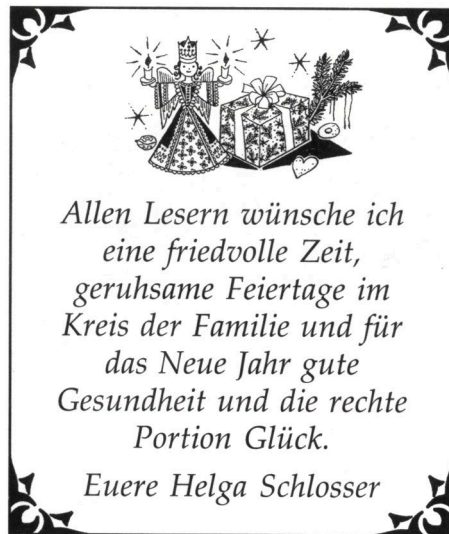 Allen Lesern wünsche ich
eine friedvolle Zeit,
geruhsame Feiertage im
Kreis der Familie und für
das Neue Jahr gute
Gesundheit und die rechte
Portion Glück.
Euere Helga Schlosser